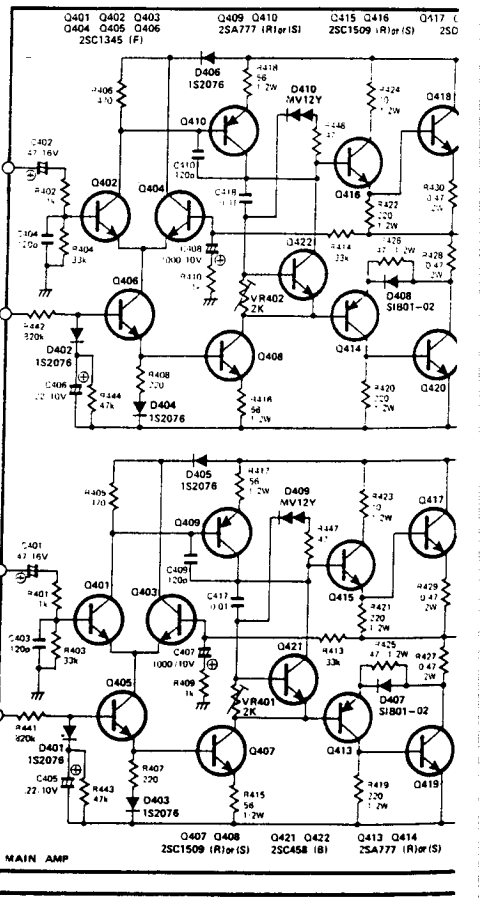 Q401 Q402 Q403
Q404 Q405 Q406
2SC1345 (F)
Q409 Q410
2SA777 (R)or(S)
Q415 Q416
2SC1509 (R)or(S)
Q417
R406
470
D406
1S2076
R418
56
1/2W
D410
MV12Y
R424
10
1/2W
Q418
Q410
R448
47
C402
47/16V
R402
1k
Q402
Q404
C410
120p
C418
0.01
Q416
R422
220
1/2W
R430
0.47
2W
C404
120p
R404
33k
C408
1000/10V
R410
1k
Q422
R414
33k
R426
47 1/2W
R428
0.47
2W
Q406
VR402
2K
D408
SIB01-02
R442
820k
D402
1S2076
Q408
Q414
Q420
C406
22/10V
R444
47k
R408
220
D404
1S2076
R416
56
1/2W
R420
220
1/2W
R405
470
D405
1S2076
R417
56
1/2W
D409
MV12Y
R423
10
1/2W
Q417
Q409
R447
47
C401
47/16V
R401
1k
Q401
Q403
C409
120p
C417
0.01
Q415
R421
220
1/2W
R429
0.47
2W
C403
120p
R403
33k
C407
1000/10V
R409
1k
Q421
R413
33k
R425
47 1/2W
R427
0.47
2W
Q405
VR401
2K
D407
SIB01-02
R441
820k
D401
1S2076
Q407
Q413
Q419
C405
22/10V
R443
47k
R407
220
D403
1S2076
R415
56
1/2W
R419
220
1/2W
Q407 Q408
2SC1509 (R)or(S)
Q421 Q422
2SC458 (B)
Q413 Q414
2SA777 (R)or(S)
MAIN AMP